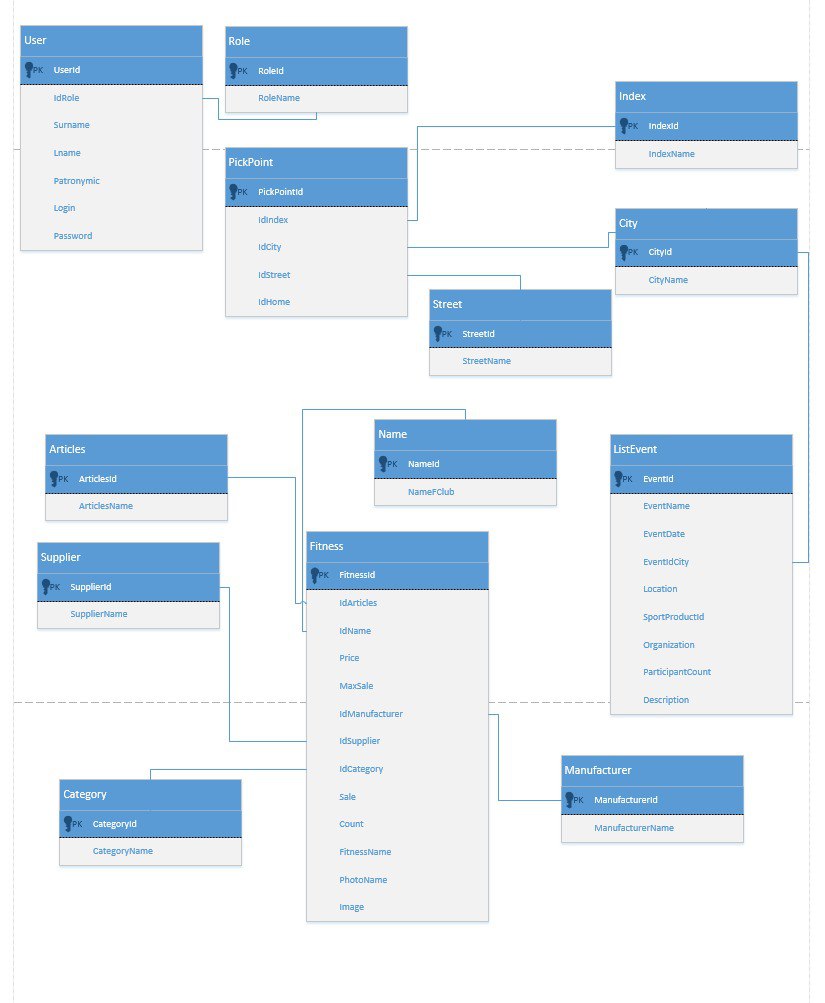 User
PK UserId
IdRole
Surname
Lname
Patronymic
Login
Password
Role
PK RoleId
RoleName
Index
PK IndexId
IndexName
PickPoint
PK PickPointId
IdIndex
IdCity
IdStreet
IdHome
City
PK CityId
CityName
Street
PK StreetId
StreetName
Articles
PK ArticlesId
ArticlesName
Name
PK NameId
NameFClub
ListEvent
PK EventId
EventName
EventDate
EventIdCity
Location
SportProductId
Organization
ParticipantCount
Description
Supplier
PK SupplierId
SupplierName
Fitness
PK FitnessId
IdArticles
IdName
Price
MaxSale
IdManufacturer
IdSupplier
IdCategory
Sale
Count
FitnessName
PhotoName
Image
Category
PK CategoryId
CategoryName
Manufacturer
PK ManufacturerId
ManufacturerName